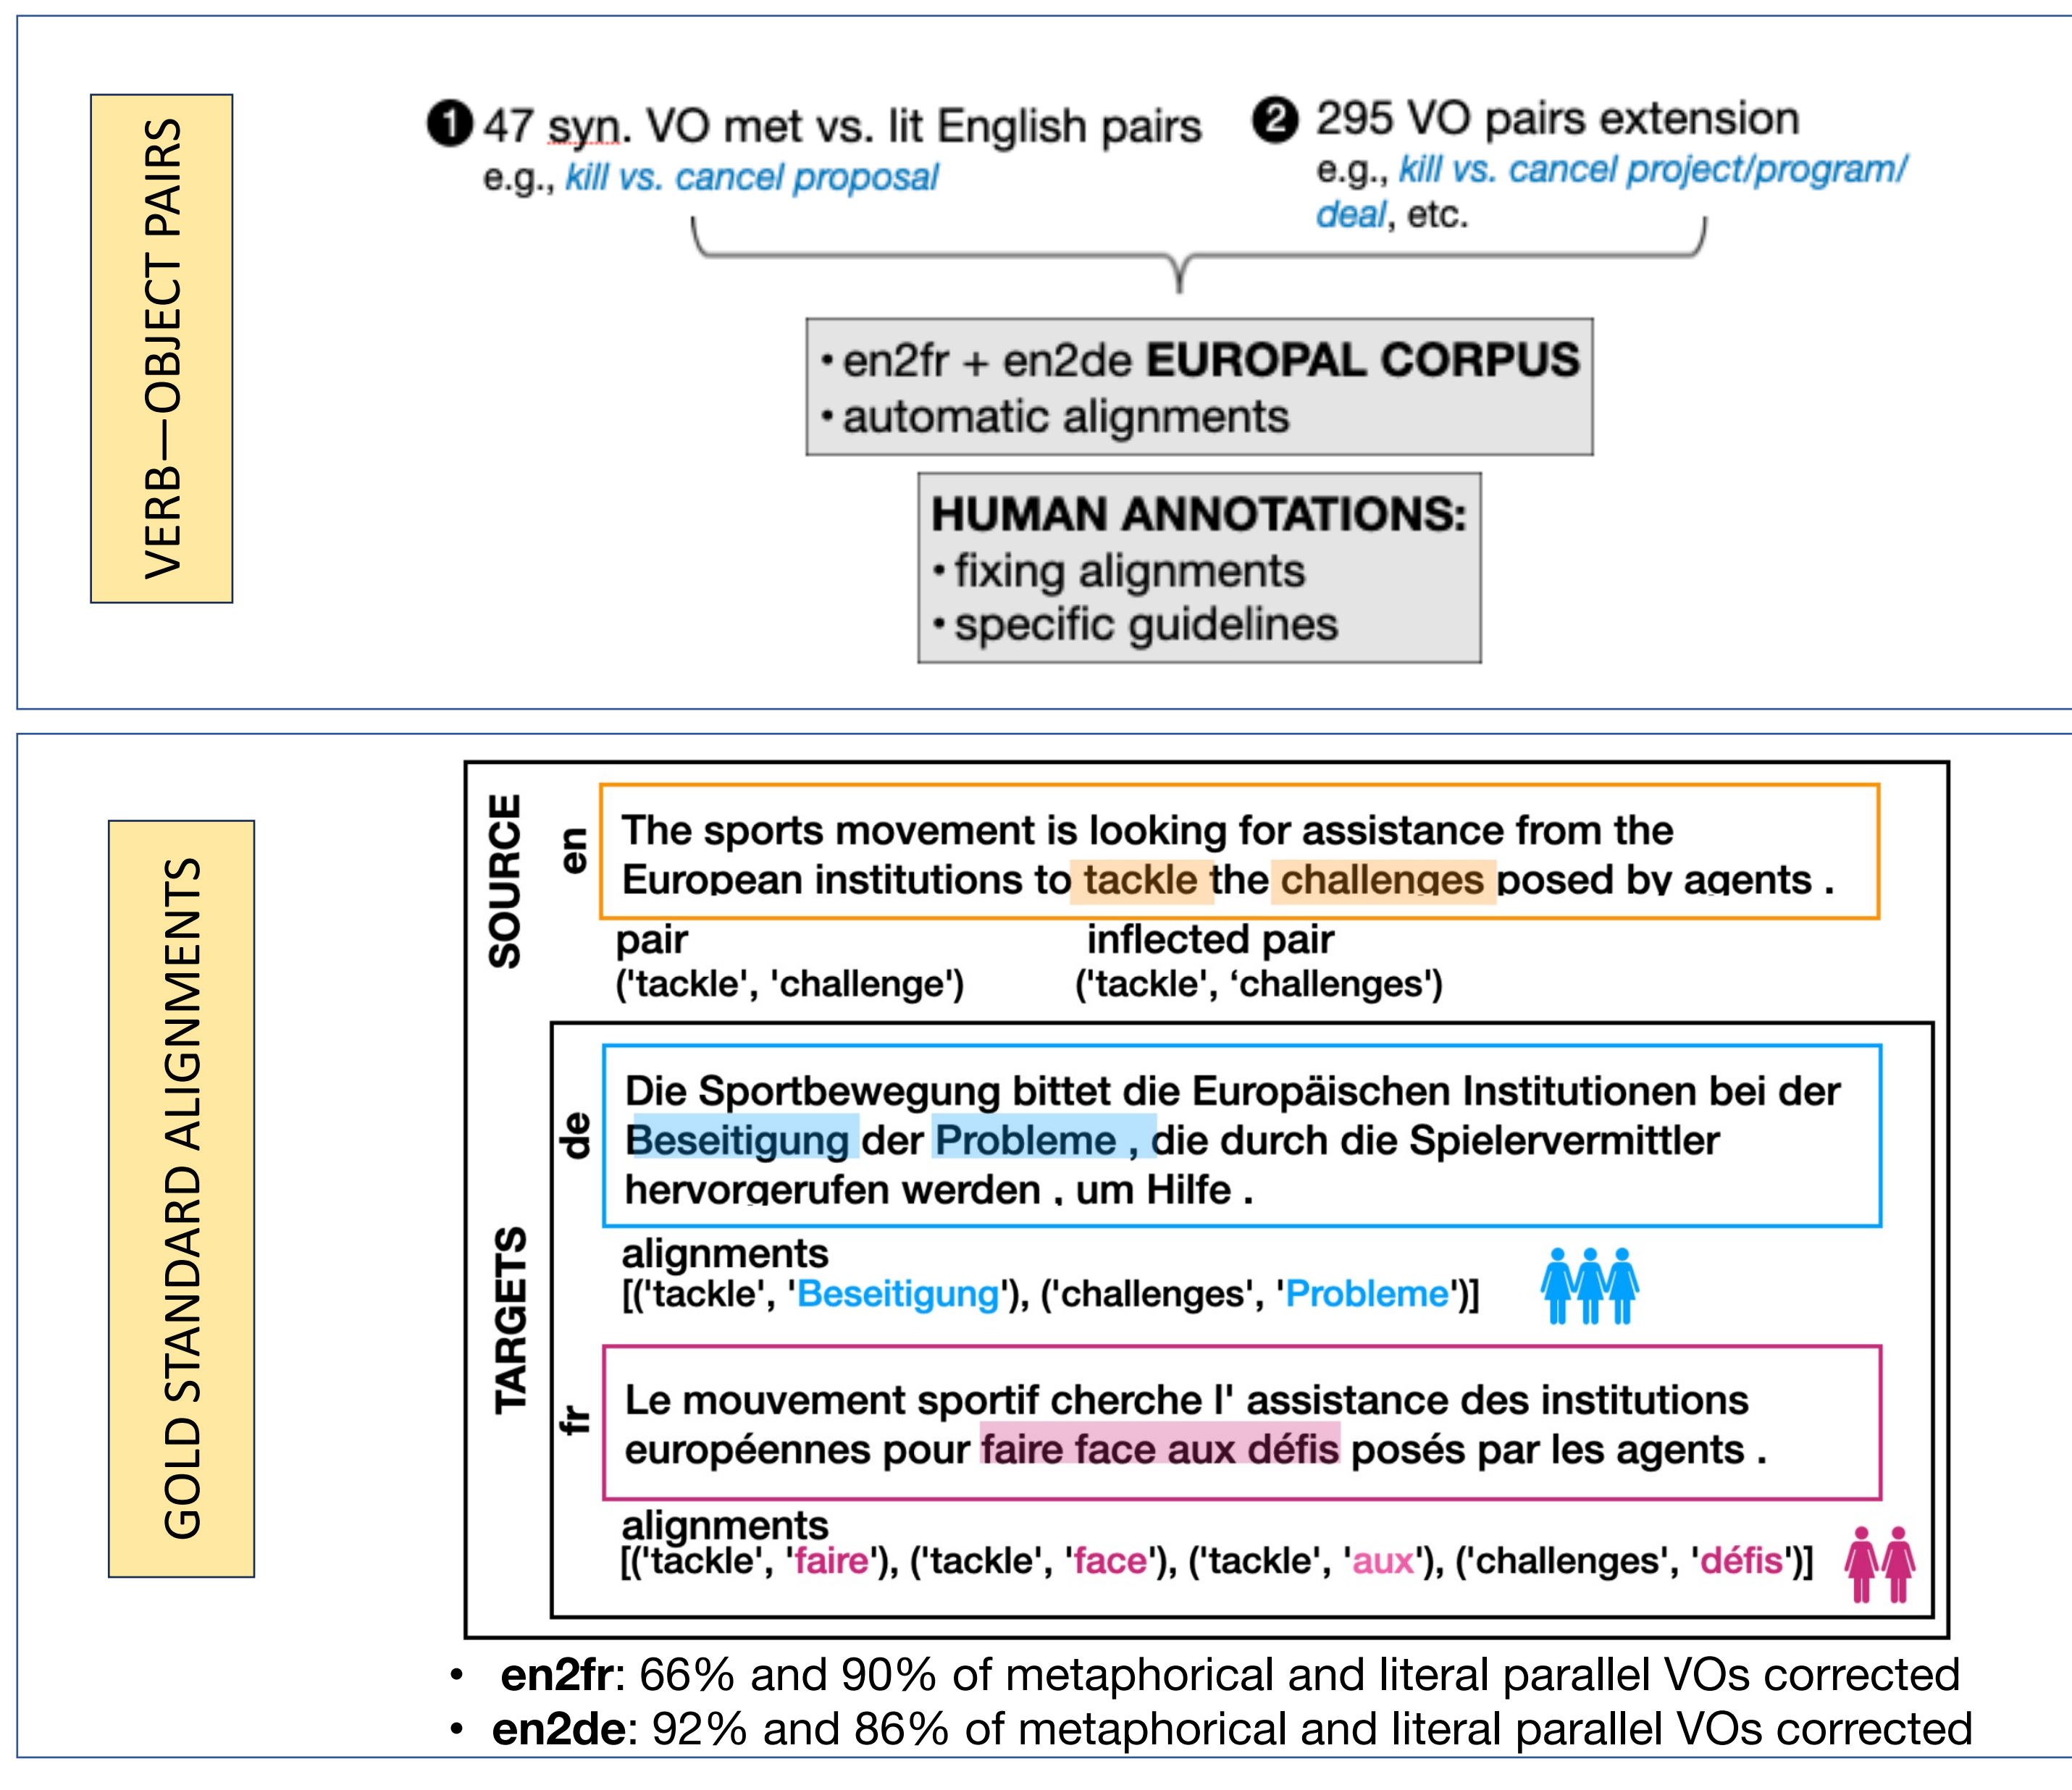 VERB—OBJECT PAIRS
1 47 syn. VO met vs. lit English pairs
e.g., kill vs. cancel proposal
2 295 VO pairs extension
e.g., kill vs. cancel project/program/
deal, etc.
• en2fr + en2de EUROPAL CORPUS
• automatic alignments
HUMAN ANNOTATIONS:
• fixing alignments
• specific guidelines
GOLD STANDARD ALIGNMENTS
SOURCE
en
The sports movement is looking for assistance from the
European institutions to tackle the challenges posed by agents .
pair
('tackle', 'challenge')
inflected pair
('tackle', ‘challenges')
TARGETS
de
Die Sportbewegung bittet die Europäischen Institutionen bei der
Beseitigung der Probleme , die durch die Spielervermittler
hervorgerufen werden , um Hilfe .
alignments
[('tackle', 'Beseitigung'), ('challenges', 'Probleme')]
fr
Le mouvement sportif cherche l' assistance des institutions
européennes pour faire face aux défis posés par les agents .
alignments
[('tackle', 'faire'), ('tackle', 'face'), ('tackle', 'aux'), ('challenges', 'défis')]
• en2fr: 66% and 90% of metaphorical and literal parallel VOs corrected
• en2de: 92% and 86% of metaphorical and literal parallel VOs corrected